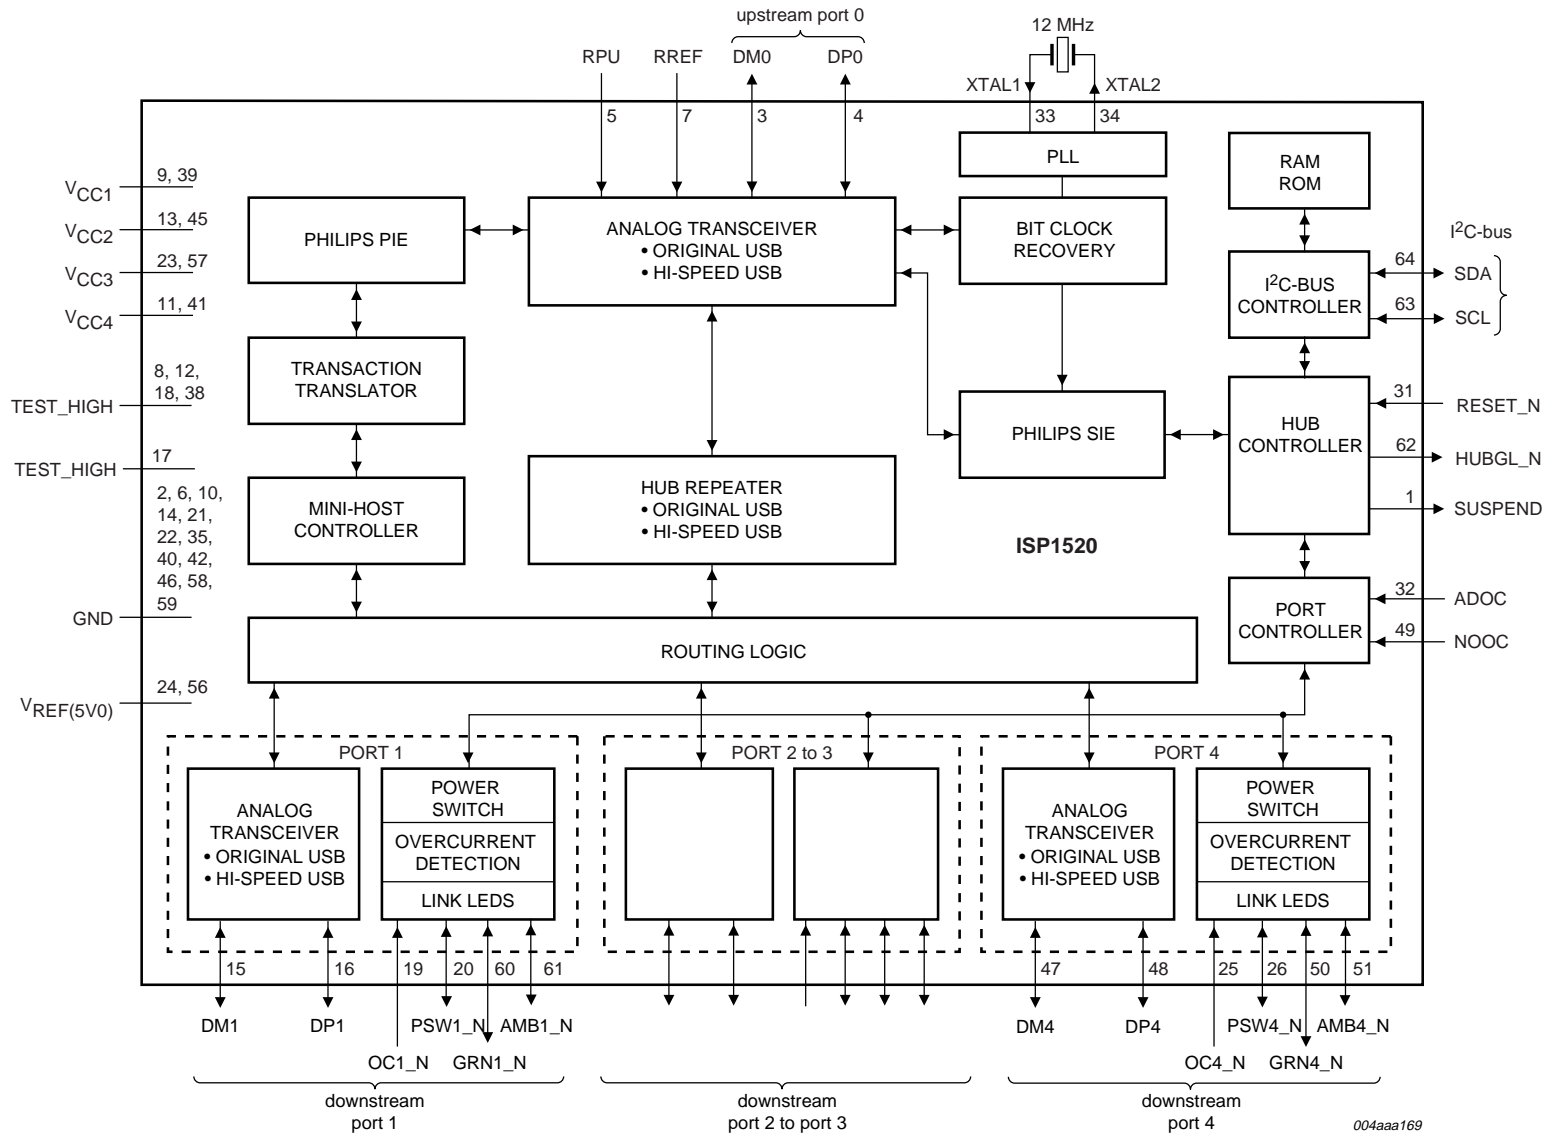 upstream port 0
12 MHz
RPU
RREF
DM0
DP0
XTAL1
XTAL2
5
7
3
4
33
34
PLL
RAM
ROM
VCC1
9, 39
VCC2
13, 45
VCC3
23, 57
VCC4
11, 41
PHILIPS PIE
ANALOG TRANSCEIVER
• ORIGINAL USB
• HI-SPEED USB
BIT CLOCK
RECOVERY
I²C-bus
I²C-BUS
CONTROLLER
64
SDA
63
SCL
8, 12,
18, 38
TEST_HIGH
17
TEST_HIGH
TRANSACTION
TRANSLATOR
PHILIPS SIE
HUB
CONTROLLER
31
RESET_N
62
HUBGL_N
1
SUSPEND
2, 6, 10,
14, 21,
22, 35,
40, 42,
46, 58,
59
GND
MINI-HOST
CONTROLLER
HUB REPEATER
• ORIGINAL USB
• HI-SPEED USB
ISP1520
PORT
CONTROLLER
32
ADOC
49
NOOC
ROUTING LOGIC
24, 56
VREF(5V0)
PORT 1
ANALOG
TRANSCEIVER
• ORIGINAL USB
• HI-SPEED USB
POWER
SWITCH
OVERCURRENT
DETECTION
LINK LEDS
PORT 2 to 3
PORT 4
ANALOG
TRANSCEIVER
• ORIGINAL USB
• HI-SPEED USB
POWER
SWITCH
OVERCURRENT
DETECTION
LINK LEDS
15
16
19
20
60
61
47
48
25
26
50
51
DM1
DP1
PSW1_N
AMB1_N
OC1_N
GRN1_N
DM4
DP4
PSW4_N
AMB4_N
OC4_N
GRN4_N
downstream
port 1
downstream
port 2 to port 3
downstream
port 4
004aaa169